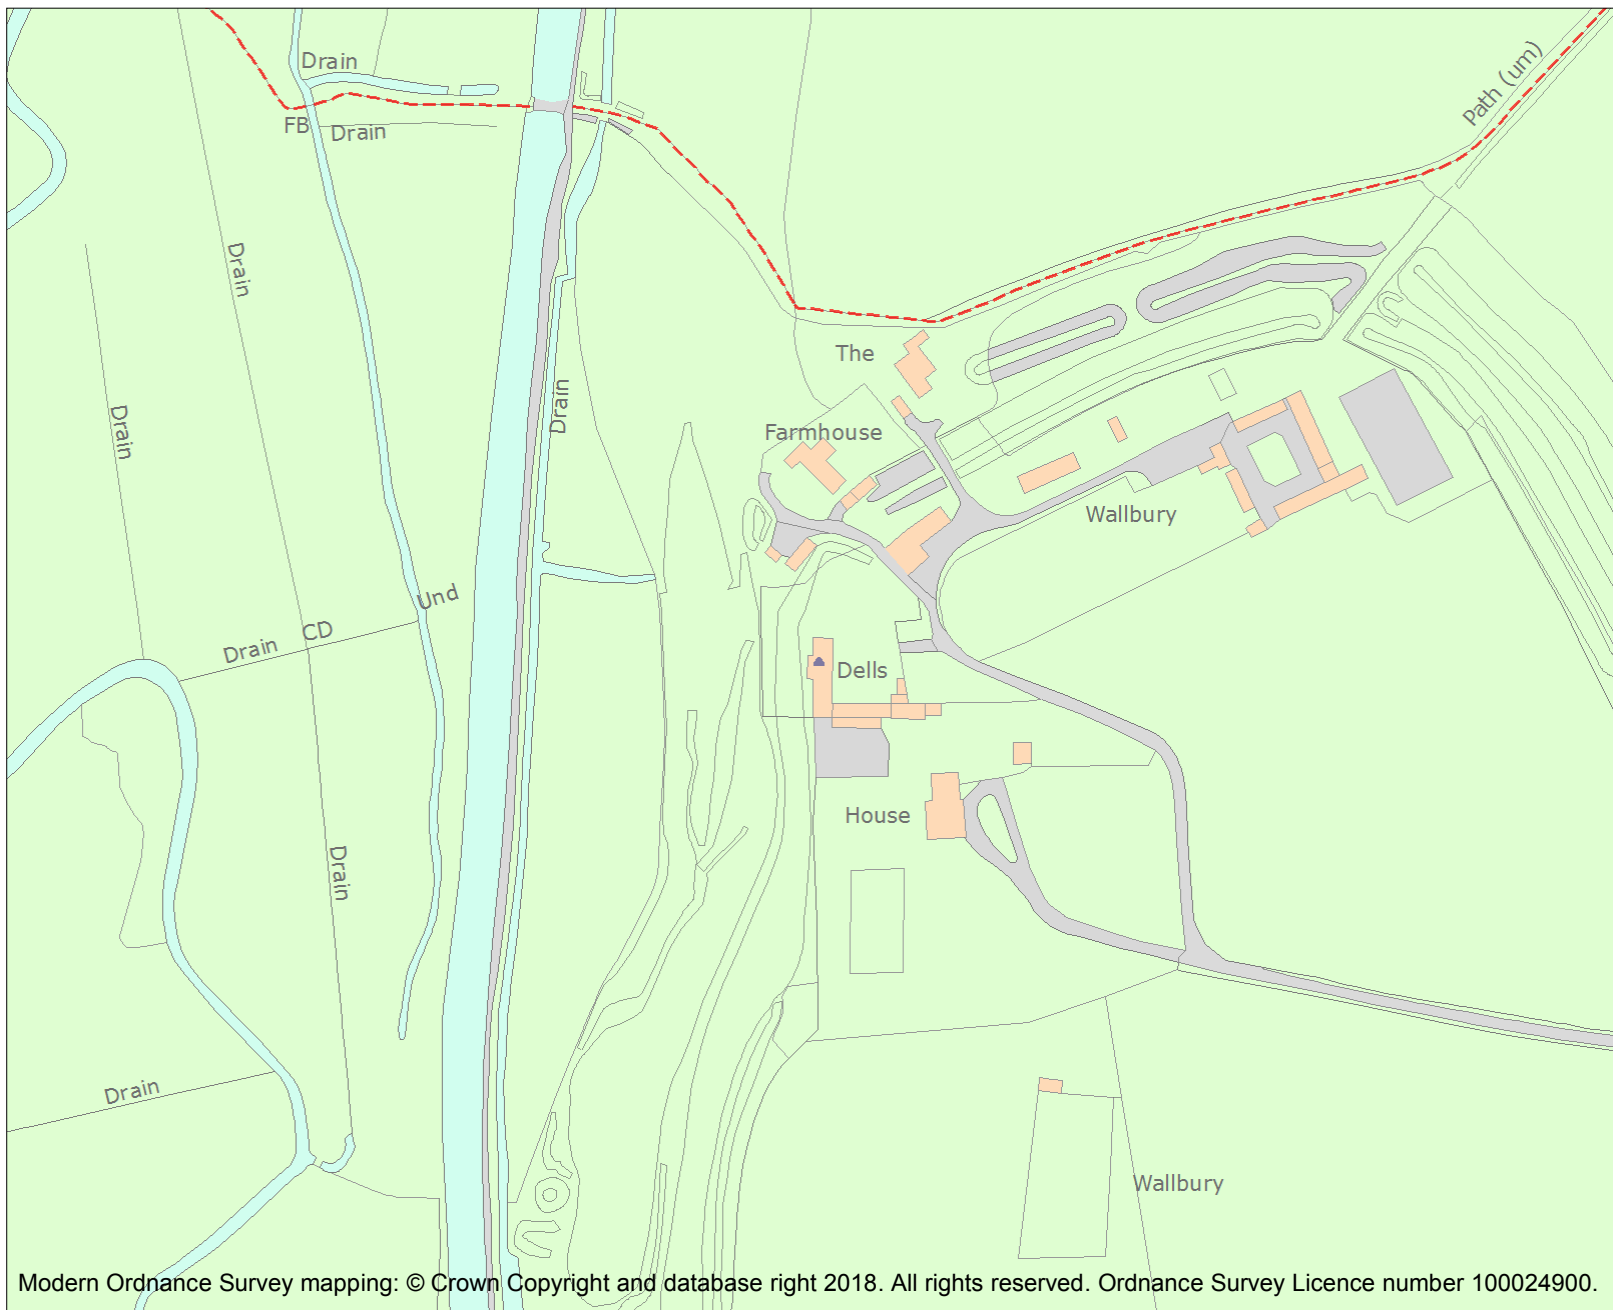 Drain
Path (um)
FB
Drain
Drain
The
Drain
Drain
Farmhouse
Wallbury
Und
CD
Drain
Dells
House
Drain
Drain
Wallbury
Modern Ordnance Survey mapping: © Crown Copyright and database right 2018. All rights reserved. Ordnance Survey Licence number 100024900.